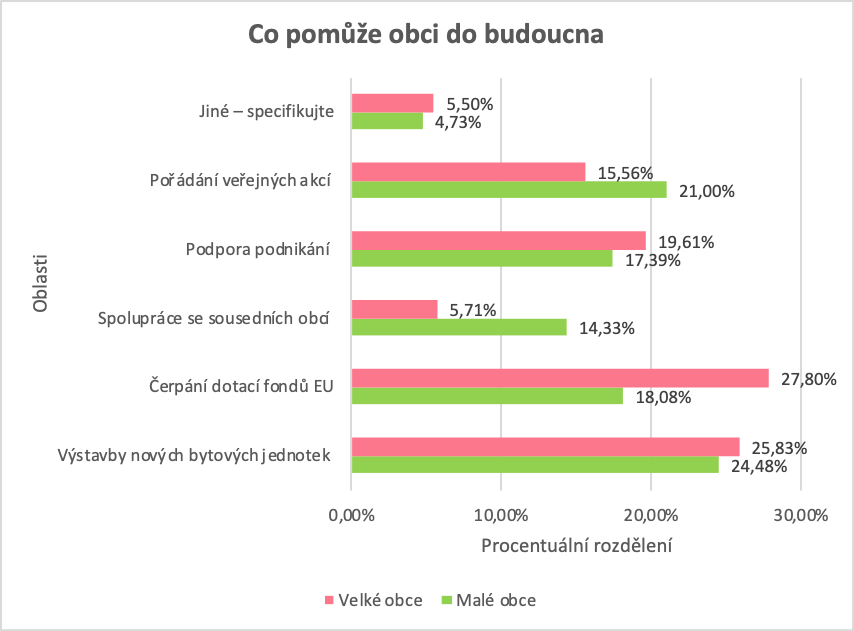 Co pomůže obci do budoucna
Jiné – specifikujte
5,50%
4,73%
Pořádání veřejných akcí
15,56%
21,00%
Podpora podnikání
19,61%
17,39%
Oblasti
Spolupráce se sousedních obcí
5,71%
14,33%
Čerpání dotací fondů EU
27,80%
18,08%
Výstavby nových bytových jednotek
25,83%
24,48%
0,00% 10,00% 20,00% 30,00%
Procentuální rozdělení
Velké obce Malé obce